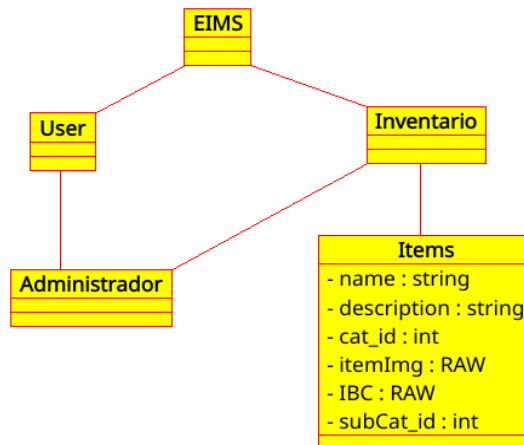 EIMS
User
Inventario
Administrador
Items
- name : string
- description : string
- cat_id : int
- itemImg : RAW
- IBC : RAW
- subCat_id : int